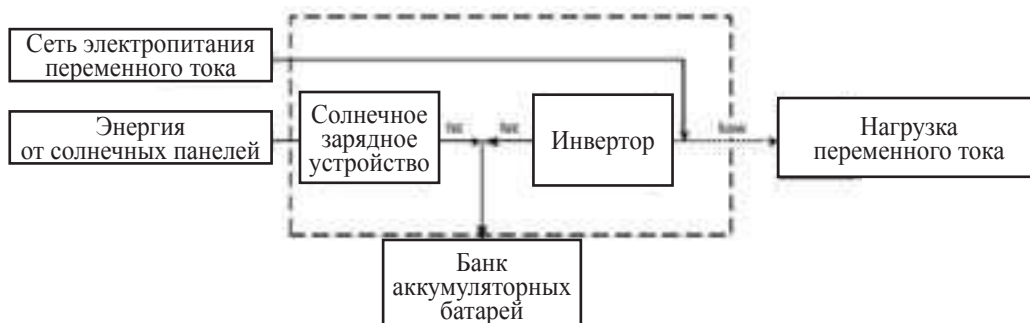 Сеть электропитания
переменного тока
Энергия
от солнечных панелей
Солнечное
зарядное
устройство
Инвертор
Нагрузка
переменного тока
Банк
аккумуляторных
батарей